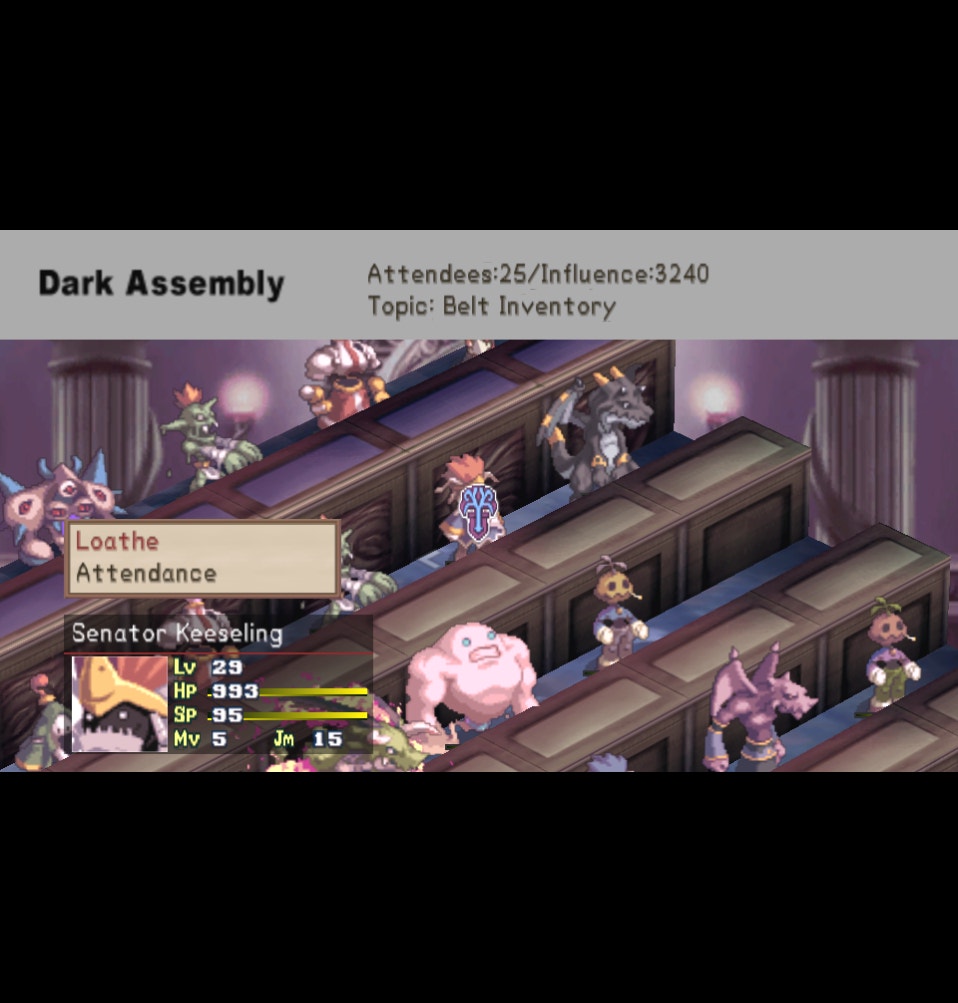 Dark Assembly
Attendees:25/Influence:3240
Topic: Belt Inventory
Loathe
Attendance
Senator Keeseling
Lv 29
HP 993
SP 95
Mv 5 Jm 15